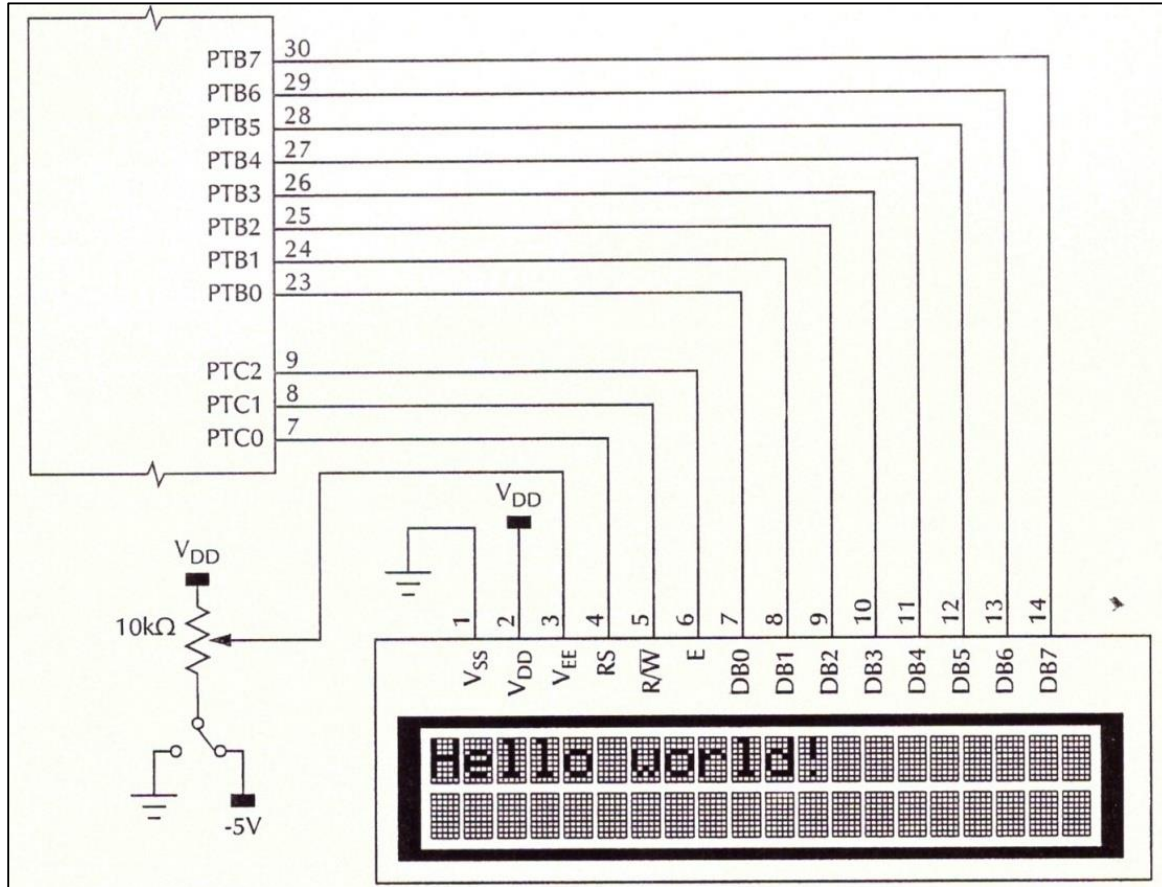 PTB7 30
PTB6 29
PTB5 28
PTB4 27
PTB3 26
PTB2 25
PTB1 24
PTB0 23
PTC2 9
PTC1 8
PTC0 7
VDD
VDD
10kΩ
-5V
1 2 3 4 5 6 7 8 9 10 11 12 13 14
VSS VDD VEE RS R/W̅ E DB0 DB1 DB2 DB3 DB4 DB5 DB6 DB7
Hello world!